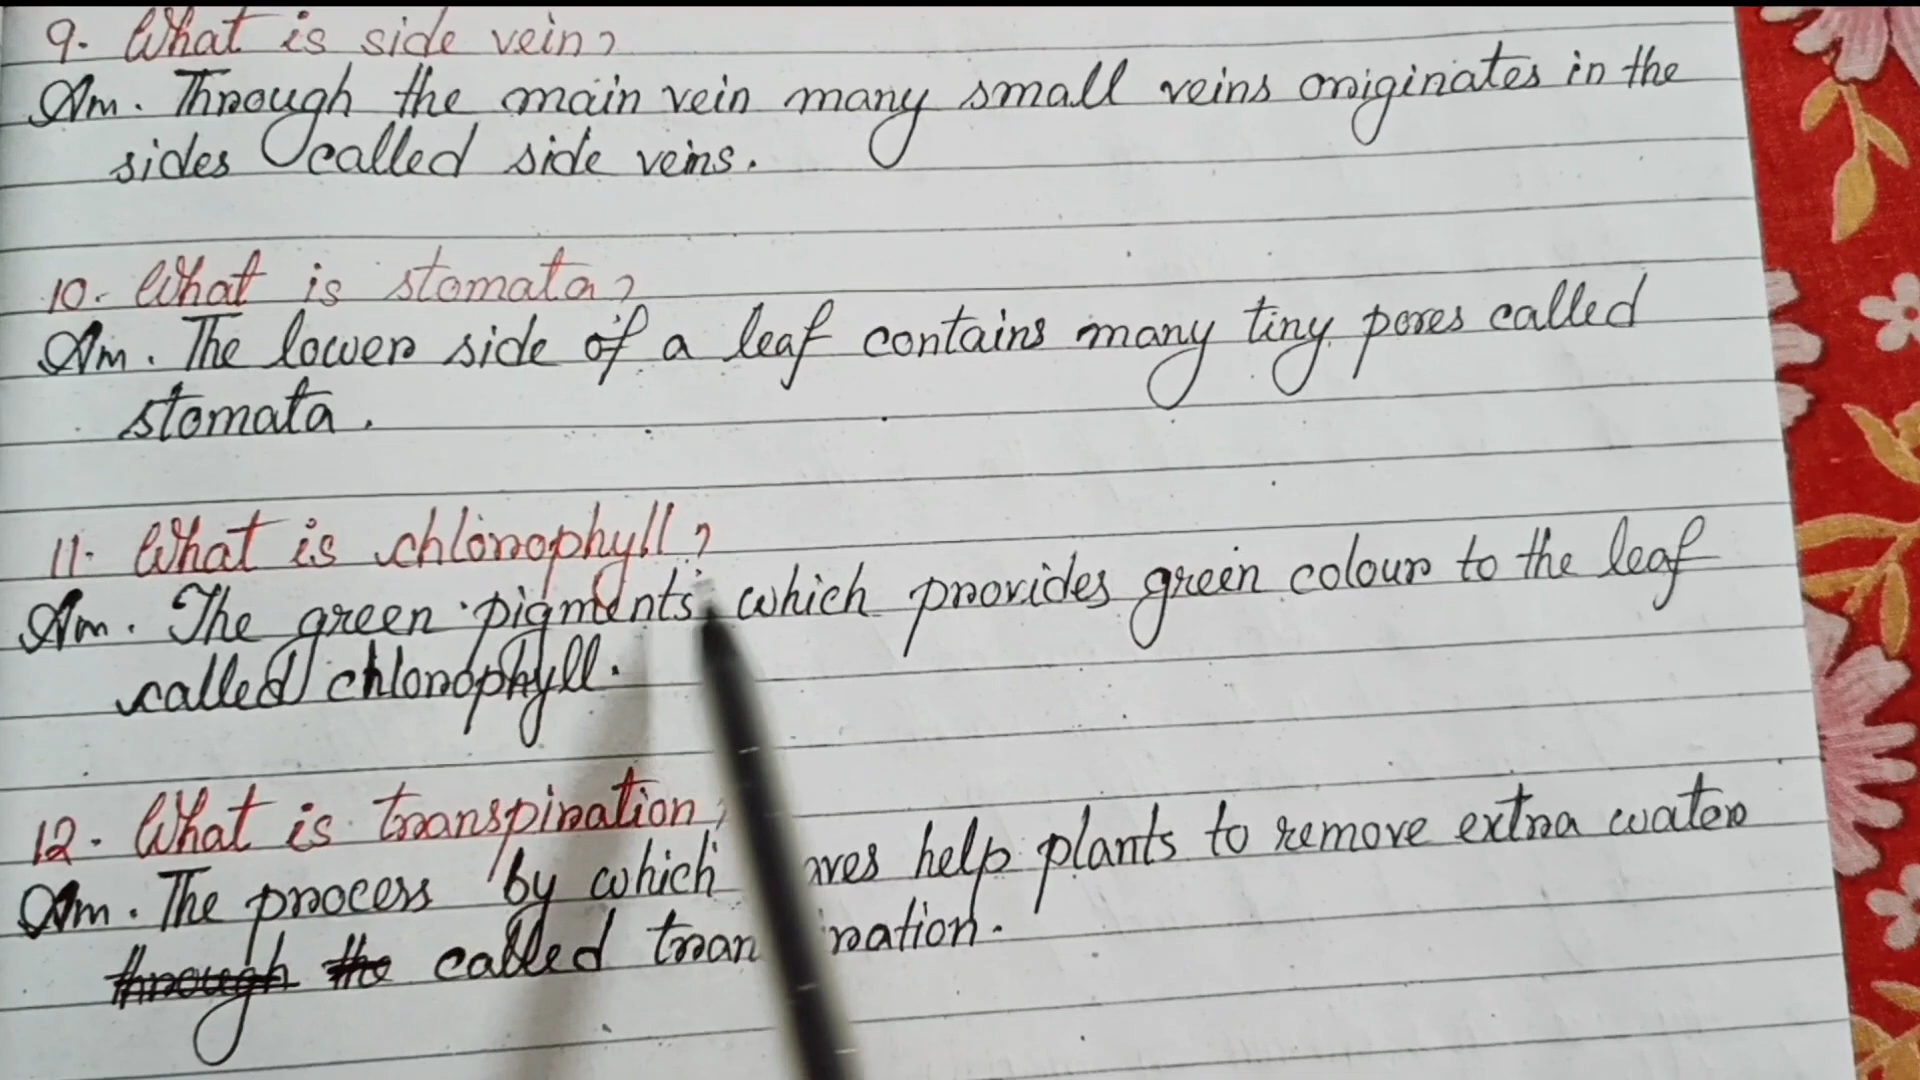 9. What is side vein?
Ans. Through the main vein many small veins originates in the
sides called side veins.
10. What is stomata?
Ans. The lower side of a leaf contains many tiny pores called
stomata.
11. What is chlorophyll?
Ans. The green pigments which provides green colour to the leaf
called chlorophyll.
12. What is transpiration?
Ans. The process by which help plants to remove extra water
through the called